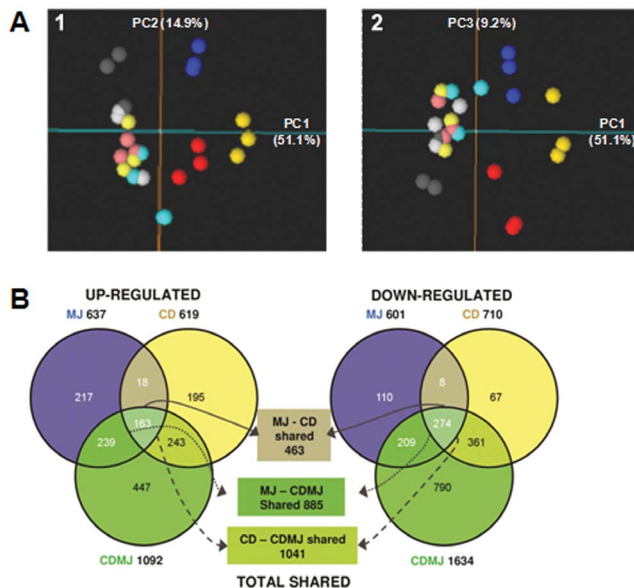 A
1
PC2 (14.9%)
PC1
(51.1%)
2
PC3 (9.2%)
PC1
(51.1%)
B
UP-REGULATED
MJ 637
CD 619
217
18
195
163
239
243
447
CDMJ 1092
MJ - CD
shared
463
MJ – CDMJ
Shared 885
CD – CDMJ shared
1041
TOTAL SHARED
DOWN-REGULATED
MJ 601
CD 710
110
8
67
274
209
361
790
CDMJ 1634